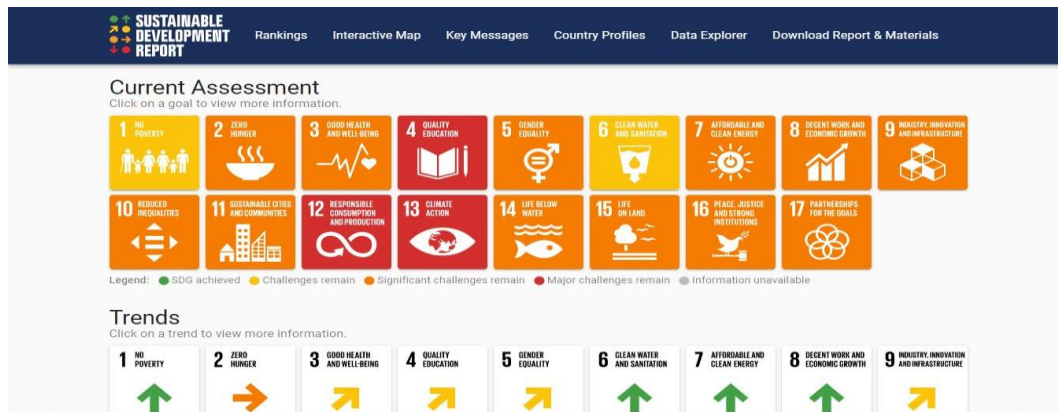 SUSTAINABLE
DEVELOPMENT
REPORT
Rankings Interactive Map Key Messages Country Profiles Data Explorer Download Report & Materials
Current Assessment
Click on a goal to view more information.
1 NO POVERTY
2 ZERO HUNGER
3 GOOD HEALTH AND WELL-BEING
4 QUALITY EDUCATION
5 GENDER EQUALITY
6 CLEAN WATER AND SANITATION
7 AFFORDABLE AND CLEAN ENERGY
8 DECENT WORK AND ECONOMIC GROWTH
9 INDUSTRY, INNOVATION AND INFRASTRUCTURE
10 REDUCED INEQUALITIES
11 SUSTAINABLE CITIES AND COMMUNITIES
12 RESPONSIBLE CONSUMPTION AND PRODUCTION
13 CLIMATE ACTION
14 LIFE BELOW WATER
15 LIFE ON LAND
16 PEACE, JUSTICE AND STRONG INSTITUTIONS
17 PARTNERSHIPS FOR THE GOALS
Legend: SDG achieved Challenges remain Significant challenges remain Major challenges remain Information unavailable
Trends
Click on a trend to view more information.
1 NO POVERTY
2 ZERO HUNGER
3 GOOD HEALTH AND WELL-BEING
4 QUALITY EDUCATION
5 GENDER EQUALITY
6 CLEAN WATER AND SANITATION
7 AFFORDABLE AND CLEAN ENERGY
8 DECENT WORK AND ECONOMIC GROWTH
9 INDUSTRY, INNOVATION AND INFRASTRUCTURE